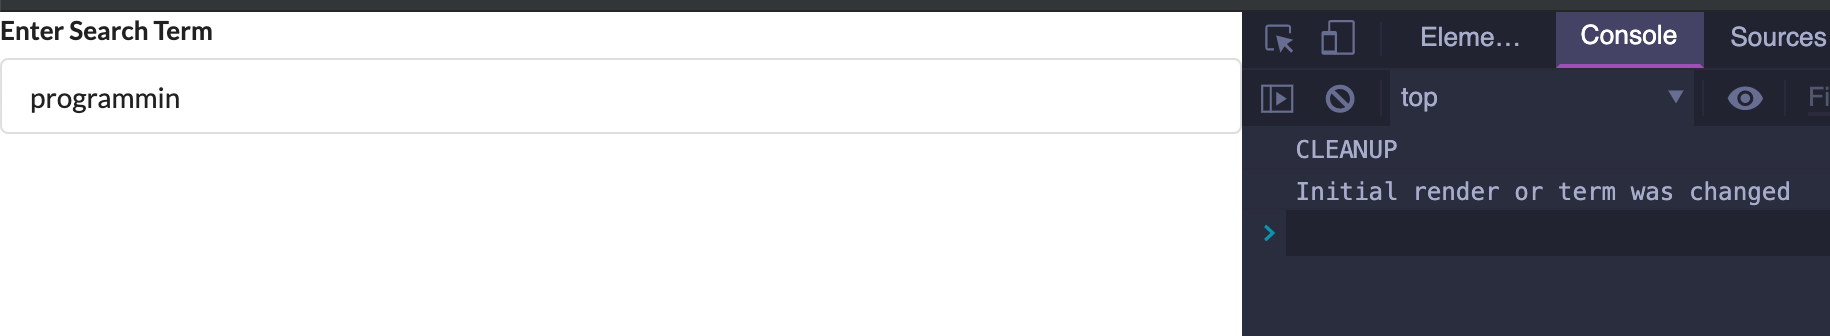 Enter Search Term
programmin
Eleme… Console Sources
top Fi
CLEANUP
Initial render or term was changed